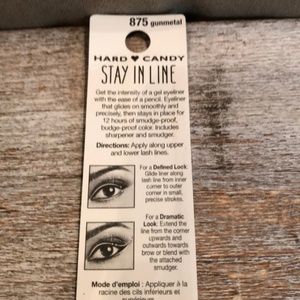 875 gunmetal
HARD ♥ CANDY
STAY IN LINE
Get the intensity of a gel eyeliner
with the ease of a pencil. Eyeliner
that glides on smoothly and
precisely, then stays in place for
12 hours of smudge-proof,
budge-proof color. Includes
sharpener and smudger.
Directions: Apply along upper
and lower lash lines.
For a Defined Look:
Glide liner along
lash line from inner
corner to outer
corner in small,
precise strokes.
For a Dramatic
Look: Extend the
line from the corner
upwards and
outwards towards
brow or blend with
the attached
smudger.
Mode d'emploi : Appliquer à la
racine des cils inférieurs et
supérieurs